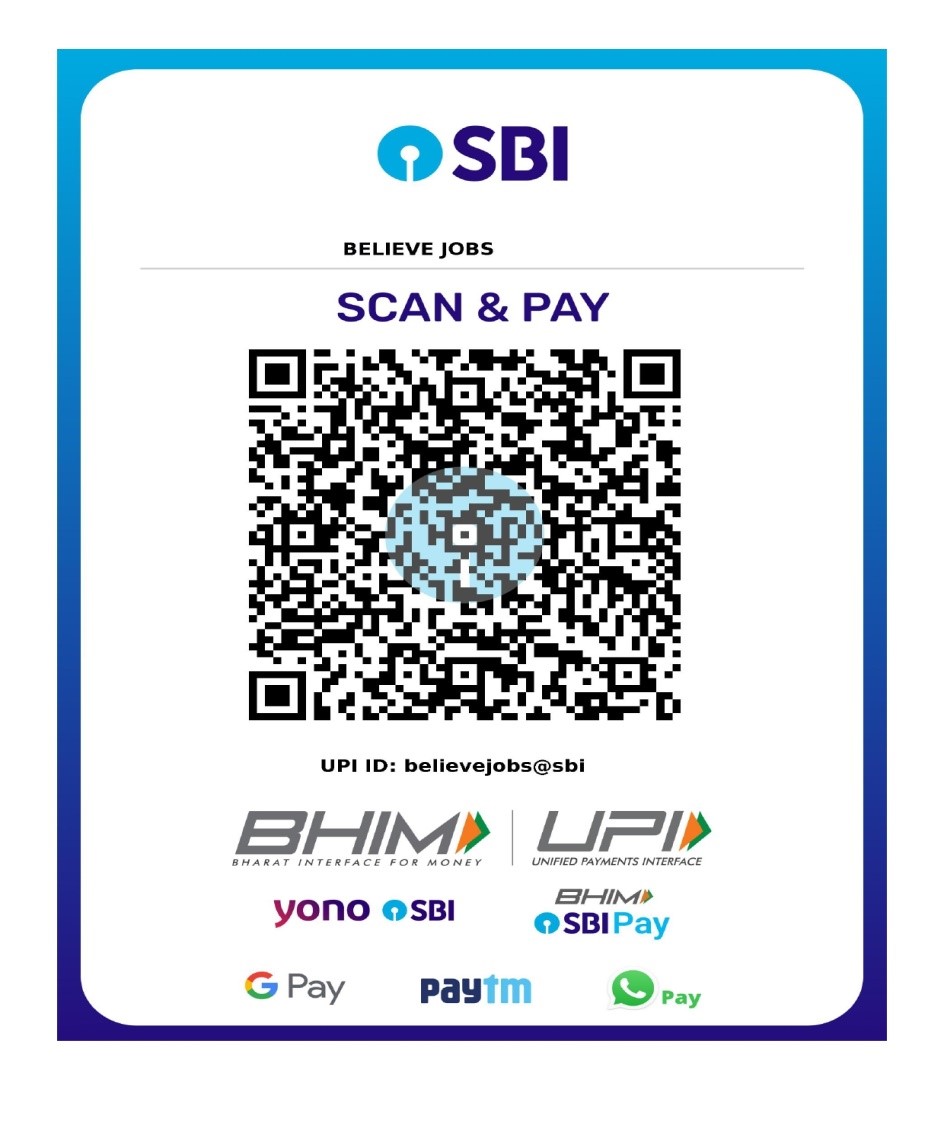 SBI
BELIEVE JOBS
SCAN & PAY
UPI ID: believejobs@sbi
BHIM UPI
BHARAT INTERFACE FOR MONEY UNIFIED PAYMENTS INTERFACE
yono SBI
BHIM
SBI Pay
G Pay paytm Pay